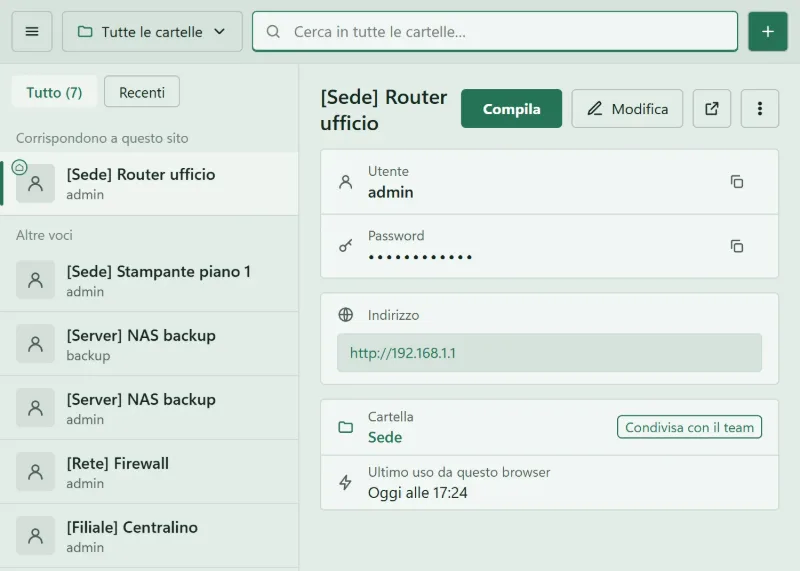 Tutte le cartelle
Cerca in tutte le cartelle...
Tutto (7)
Recenti
Corrispondono a questo sito
[Sede] Router ufficio
admin
Altre voci
[Sede] Stampante piano 1
admin
[Server] NAS backup
backup
[Server] NAS backup
admin
[Rete] Firewall
admin
[Filiale] Centralino
admin
[Sede] Router
ufficio
Compila
Modifica
Utente
admin
Password
••••••••••••
Indirizzo
http://192.168.1.1
Cartella
Sede
Condivisa con il team
Ultimo uso da questo browser
Oggi alle 17:24